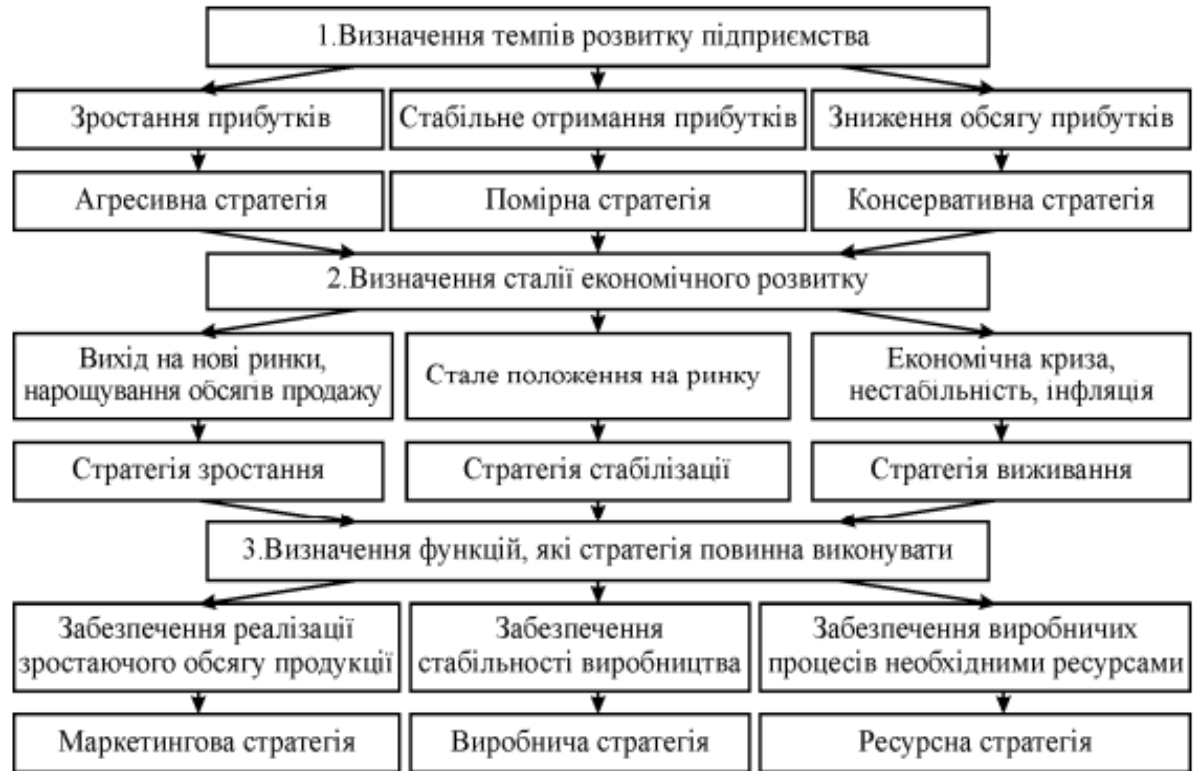 1.Визначення темпів розвитку підприємства
Зростання прибутків
Стабільне отримання прибутків
Зниження обсягу прибутків
Агресивна стратегія
Помірна стратегія
Консервативна стратегія
2.Визначення сталії економічного розвитку
Вихід на нові ринки,
нарощування обсягів продажу
Стале положення на ринку
Економічна криза,
нестабільність, інфляція
Стратегія зростання
Стратегія стабілізації
Стратегія виживання
3.Визначення функцій, які стратегія повинна виконувати
Забезпечення реалізації
зростаючого обсягу продукції
Забезпечення
стабільності виробництва
Забезпечення виробничих
процесів необхідними ресурсами
Маркетингова стратегія
Виробнича стратегія
Ресурсна стратегія